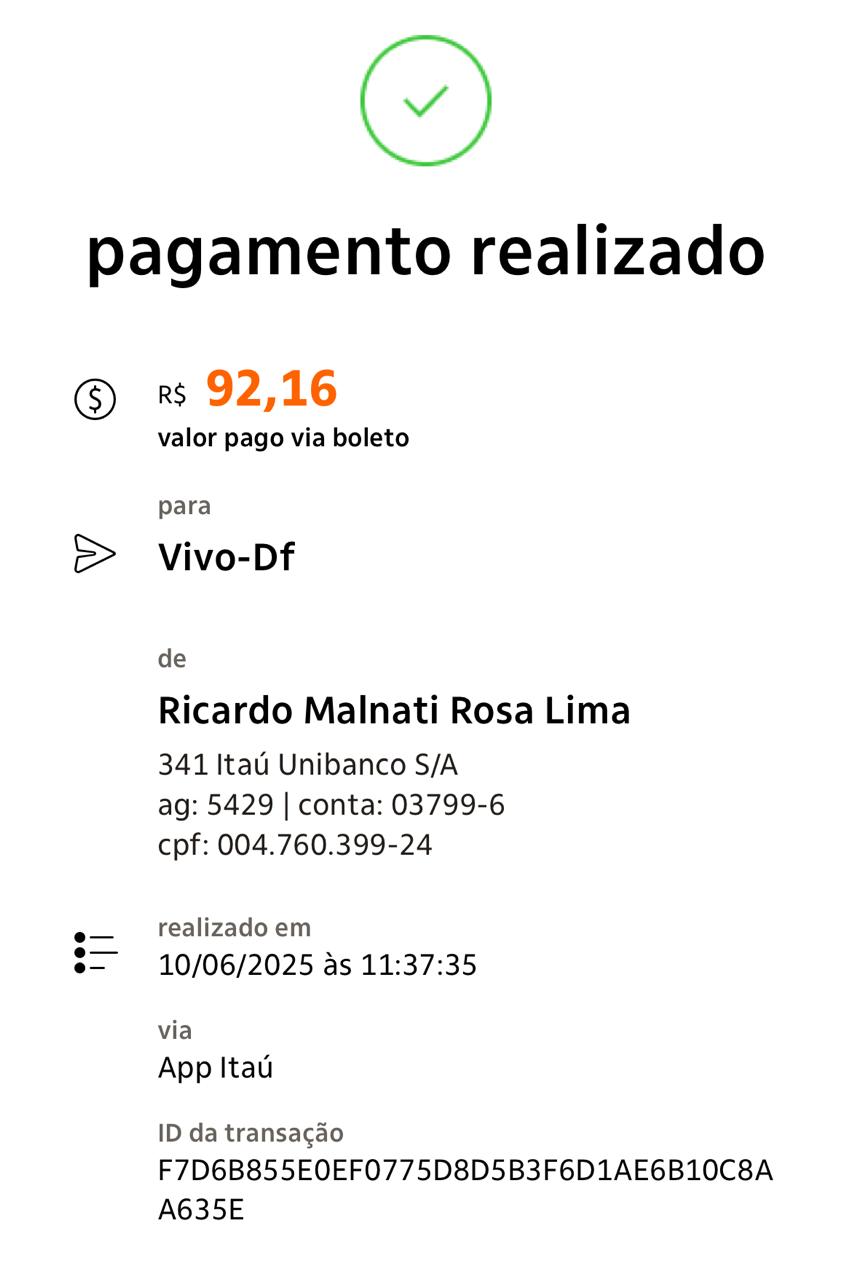 pagamento realizado
R$ 92,16
valor pago via boleto
para
Vivo-Df
de
Ricardo Malnati Rosa Lima
341 Itaú Unibanco S/A
ag: 5429 | conta: 03799-6
cpf: 004.760.399-24
realizado em
10/06/2025 às 11:37:35
via
App Itaú
ID da transação
F7D6B855E0EF0775D8D5B3F6D1AE6B10C8A
A635E